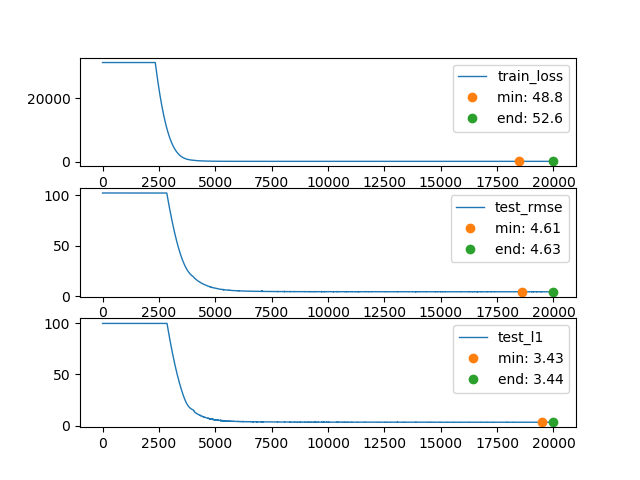 train_loss
min: 48.8
end: 52.6
20000
0
0 2500 5000 7500 10000 12500 15000 17500 20000
test_rmse
min: 4.61
end: 4.63
100
50
0
0 2500 5000 7500 10000 12500 15000 17500 20000
test_l1
min: 3.43
end: 3.44
100
50
0
0 2500 5000 7500 10000 12500 15000 17500 20000